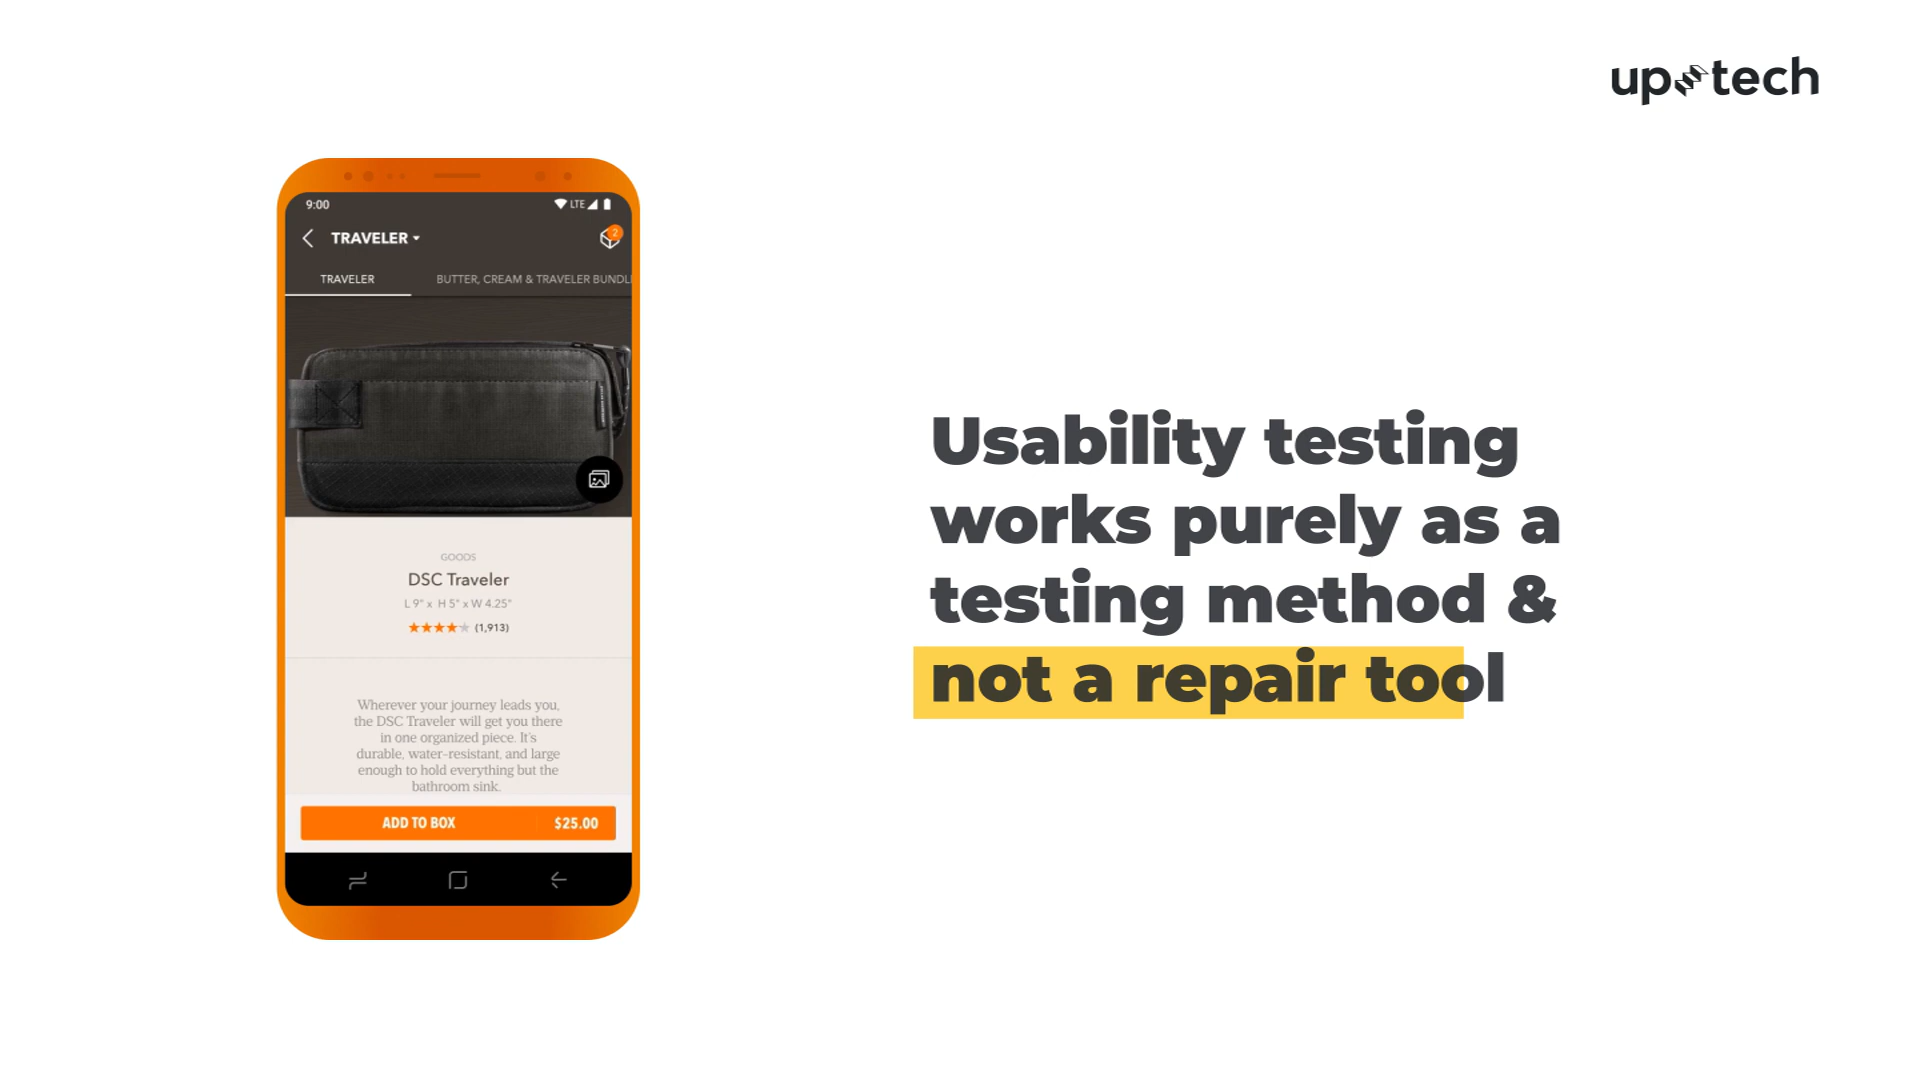 up tech
9:00
LTE
TRAVELER
2
TRAVELER
BUTTER, CREAM & TRAVELER BUNDL
GOODS
DSC Traveler
L 9" x H 5" x W 4.25"
(1,913)
Wherever your journey leads you,
the DSC Traveler will get you there
in one organized piece. It's
durable, water-resistant, and large
enough to hold everything but the
bathroom sink.
ADD TO BOX $25.00
Usability testing
works purely as a
testing method &
not a repair tool